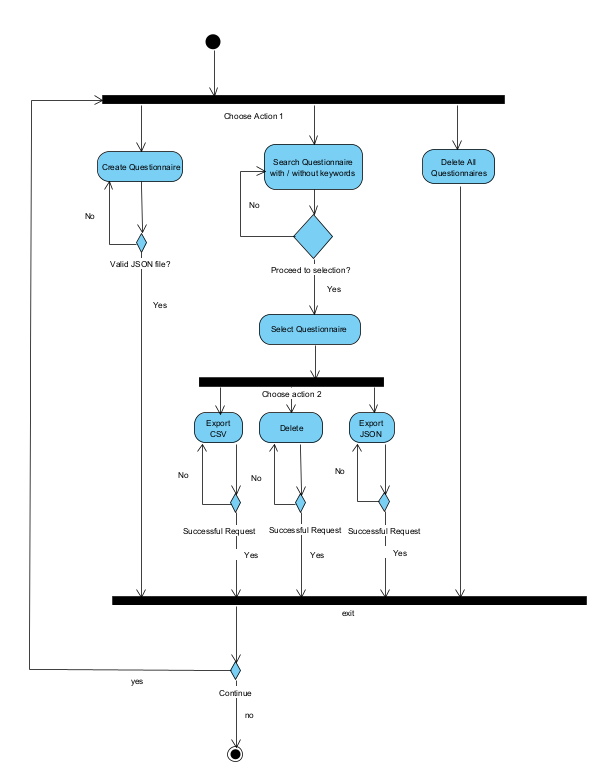 Choose Action 1
Create Questionnaire
Search Questionnaire
with / without keywords
Delete All
Questionnaires
No
No
Valid JSON file?
Proceed to selection?
Yes
Yes
Select Questionnaire
Choose action 2
Export
CSV
Delete
Export
JSON
No
No
No
Successful Request
Successful Request
Successful Request
Yes
Yes
Yes
exit
yes
Continue
no